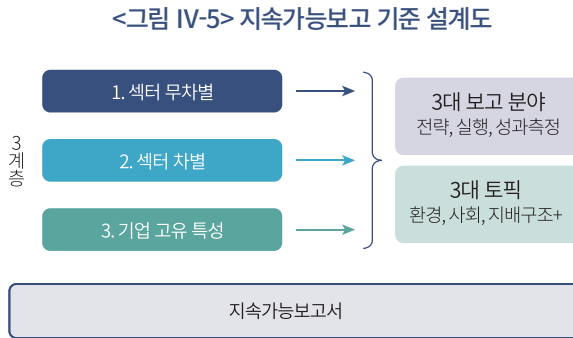 <그림 IV-5> 지속가능보고 기준 설계도
3계층
1. 섹터 무차별
2. 섹터 차별
3. 기업 고유 특성
3대 보고 분야
전략, 실행, 성과측정
3대 토픽
환경, 사회, 지배구조+
지속가능보고서